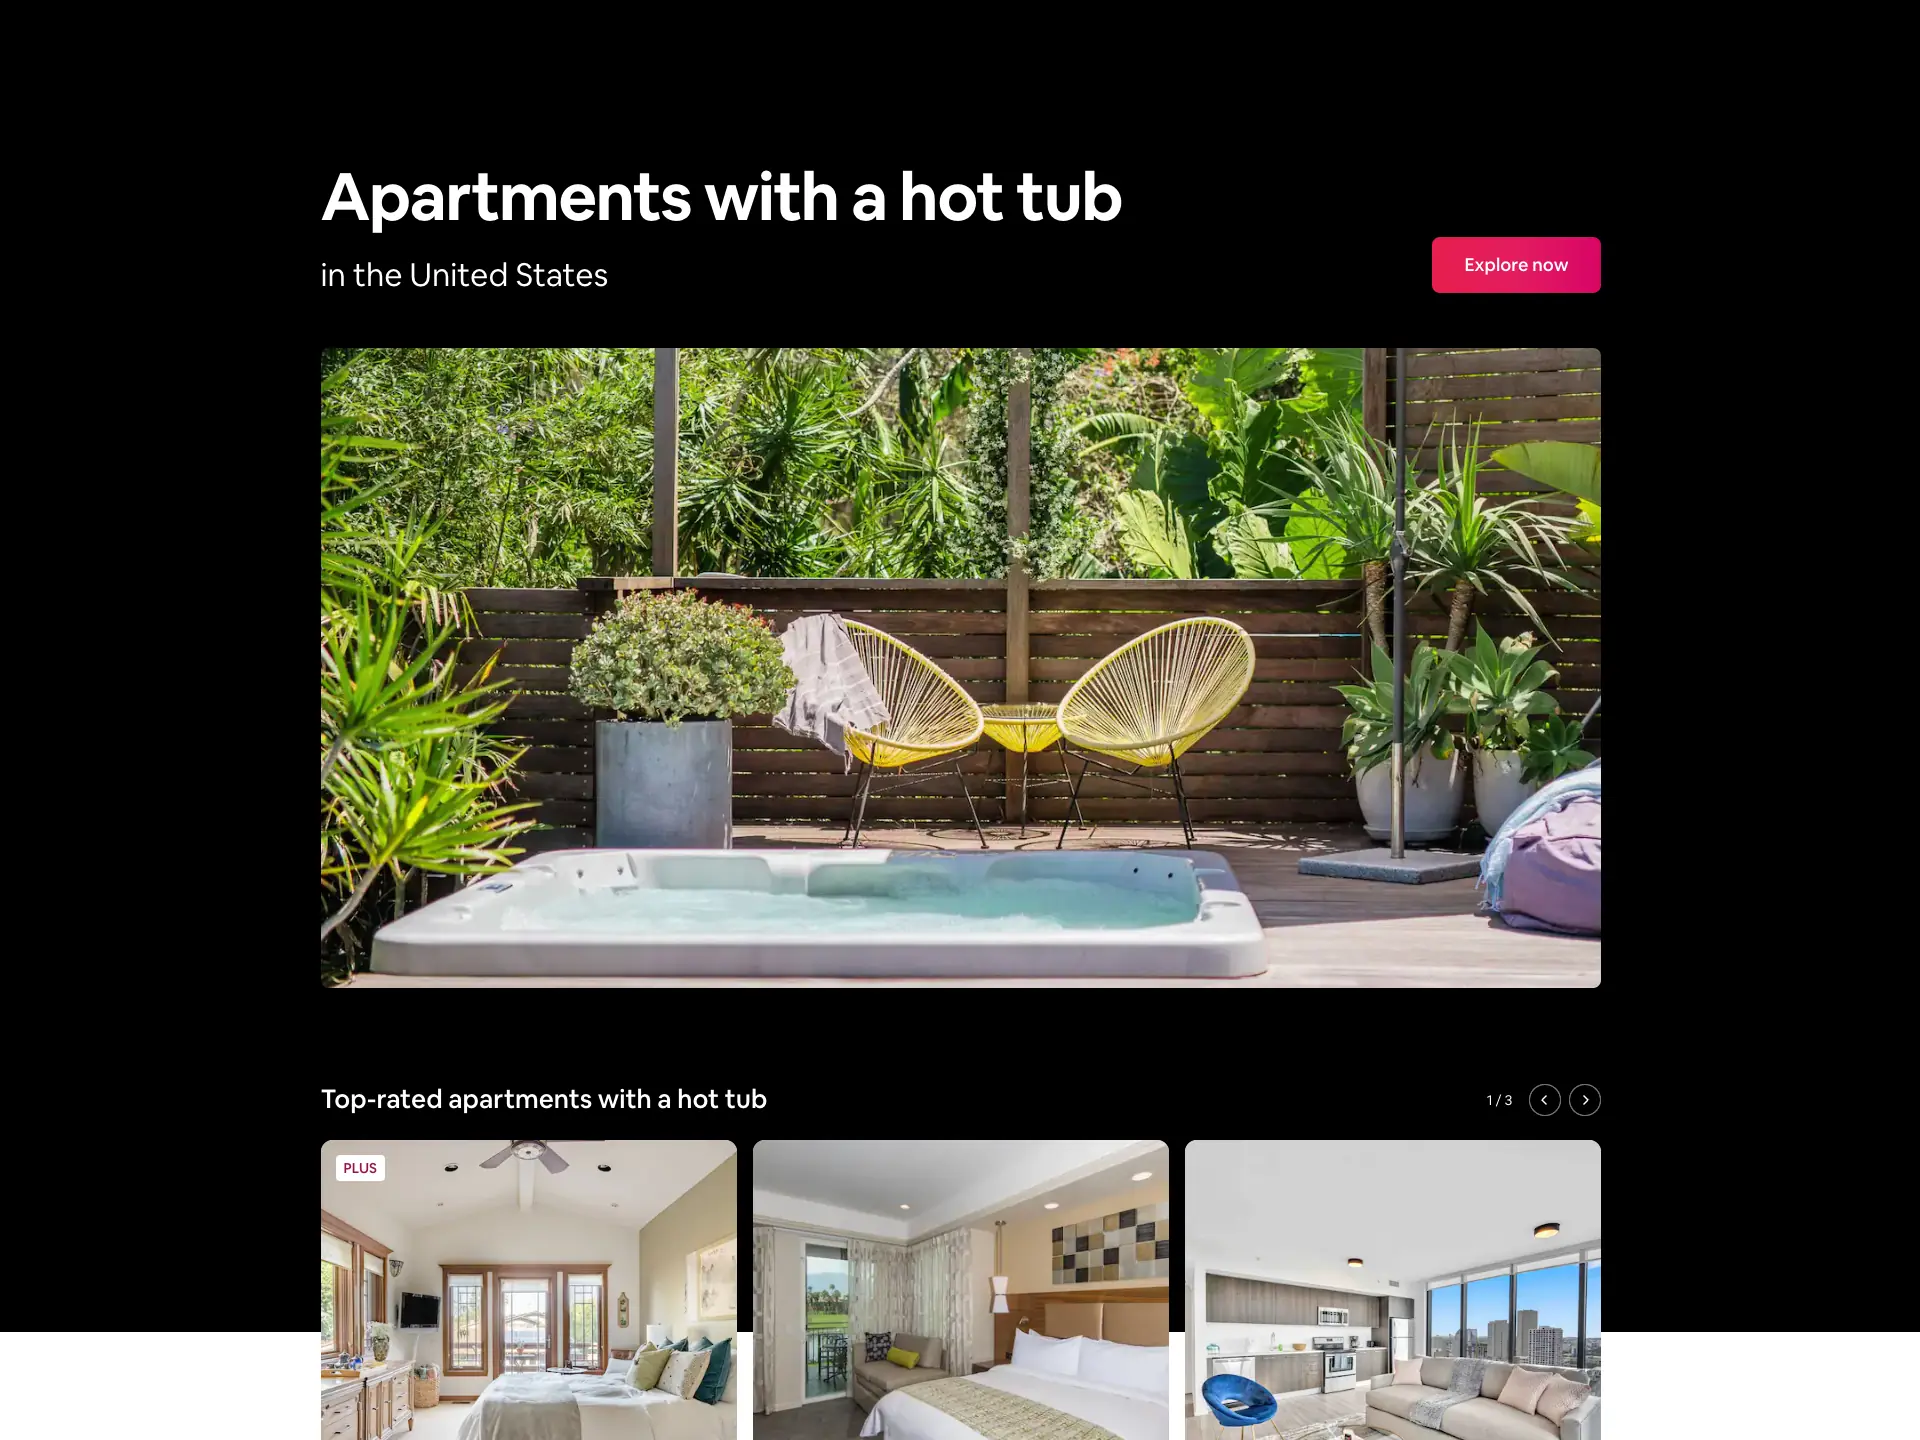 Apartments with a hot tub
in the United States
Explore now
Top-rated apartments with a hot tub
1 / 3
PLUS